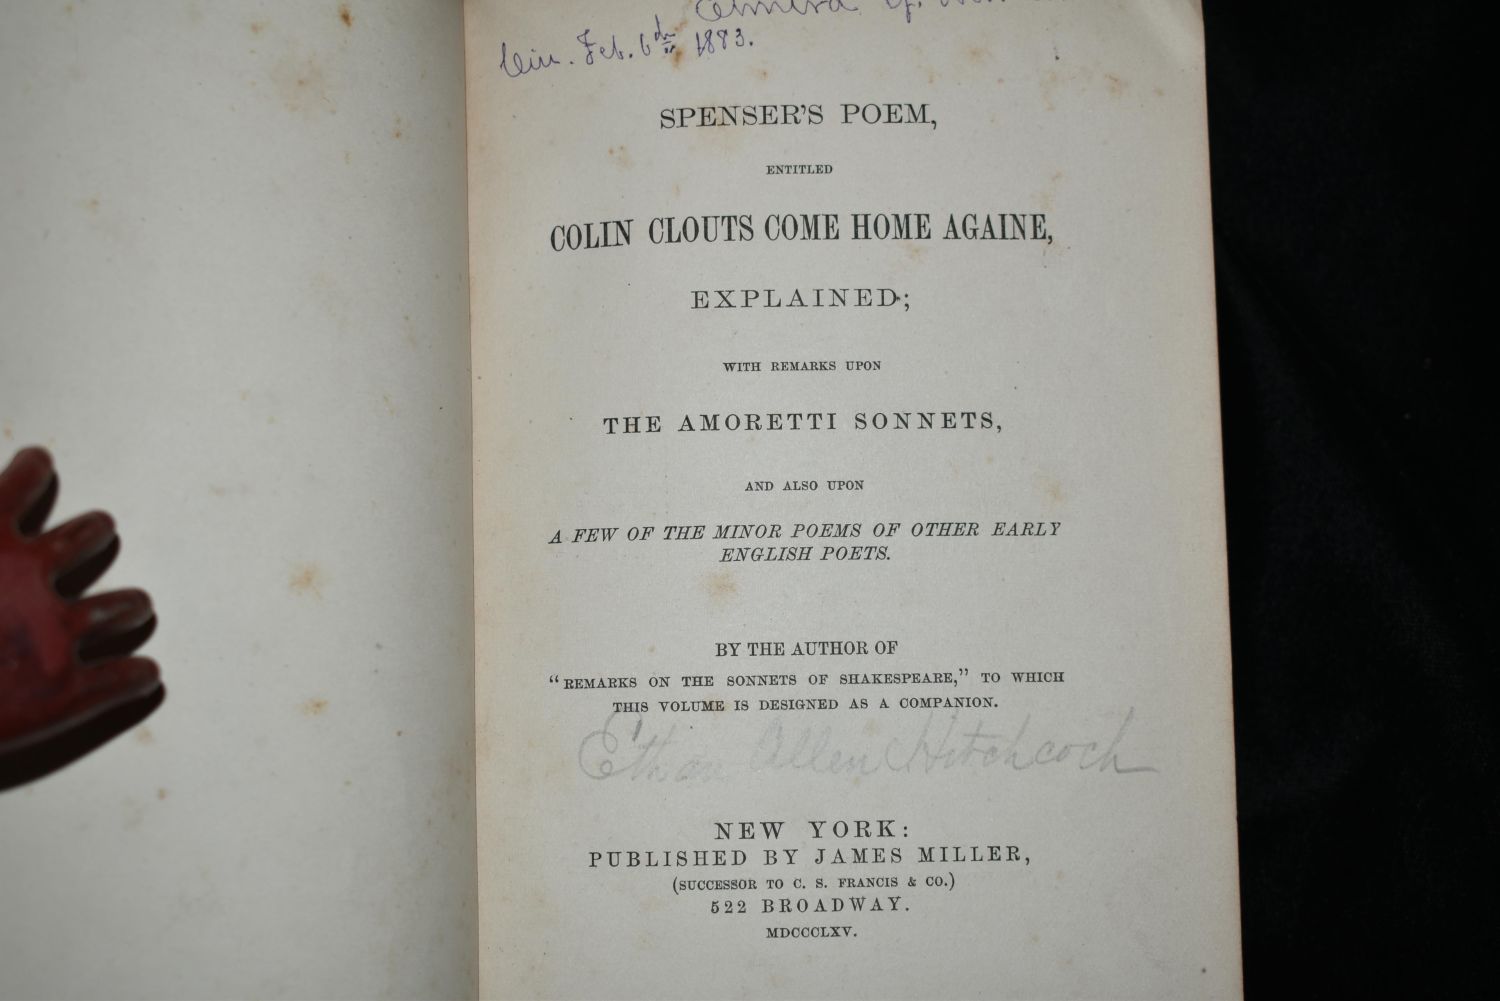 Almira
Cin. Feb. 6th 1883.
SPENSER'S POEM,
ENTITLED
COLIN CLOUTS COME HOME AGAINE,
EXPLAINED;
WITH REMARKS UPON
THE AMORETTI SONNETS,
AND ALSO UPON
A FEW OF THE MINOR POEMS OF OTHER EARLY
ENGLISH POETS.
BY THE AUTHOR OF
"REMARKS ON THE SONNETS OF SHAKESPEARE," TO WHICH
THIS VOLUME IS DESIGNED AS A COMPANION.
Ethan Allen Hitchcock
NEW YORK:
PUBLISHED BY JAMES MILLER,
(SUCCESSOR TO C. S. FRANCIS & CO.)
522 BROADWAY.
MDCCCLXV.